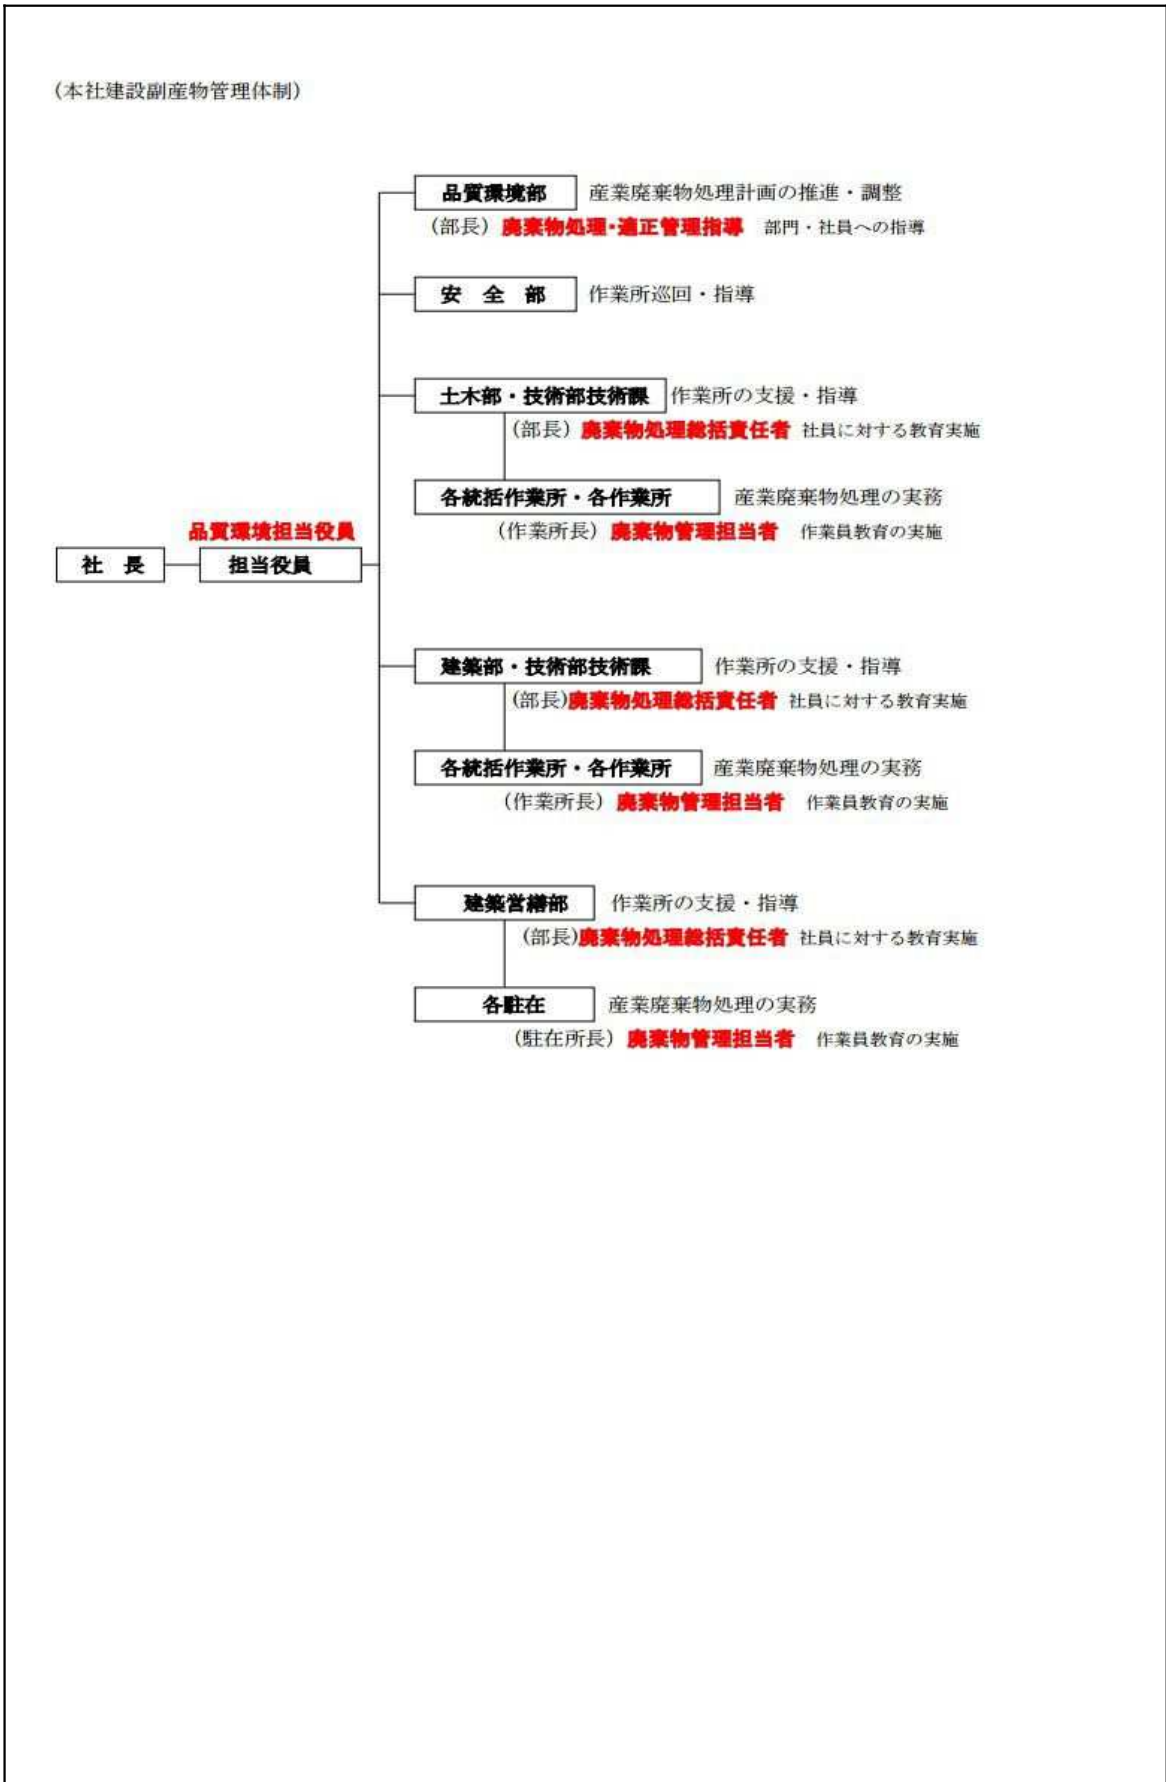 (本社建設副産物管理体制)
品質環境部 産業廃棄物処理計画の推進・調整
(部長) 廃棄物処理・適正管理指導 部門・社員への指導
安 全 部 作業所巡回・指導
土木部・技術部技術課 作業所の支援・指導
(部長) 廃棄物処理総括責任者 社員に対する教育実施
各統括作業所・各作業所 産業廃棄物処理の実務
(作業所長) 廃棄物管理担当者 作業員教育の実施
品質環境担当役員
社 長 担当役員
建築部・技術部技術課 作業所の支援・指導
(部長)廃棄物処理総括責任者 社員に対する教育実施
各統括作業所・各作業所 産業廃棄物処理の実務
(作業所長) 廃棄物管理担当者 作業員教育の実施
建築営繕部 作業所の支援・指導
(部長)廃棄物処理総括責任者 社員に対する教育実施
各駐在 産業廃棄物処理の実務
(駐在所長) 廃棄物管理担当者 作業員教育の実施